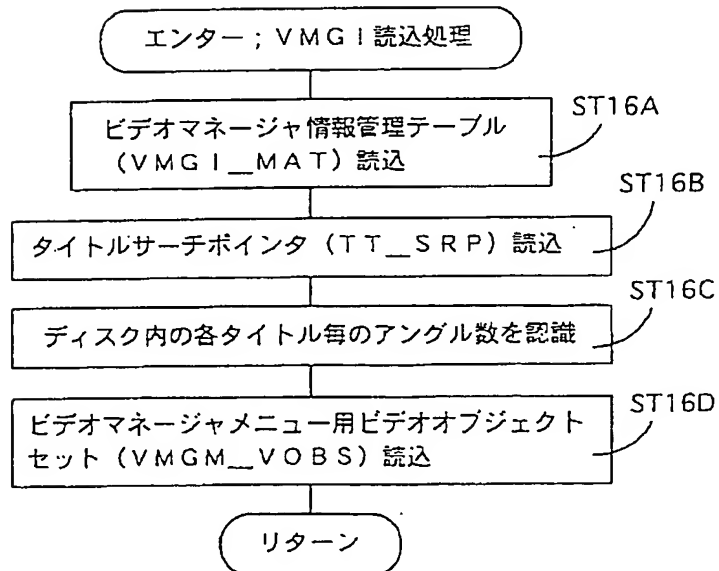 エンター；ＶＭＧＩ読込処理
ビデオマネージャ情報管理テーブル
（ＶＭＧＩ＿ＭＡＴ）読込
ST16A
タイトルサーチポインタ（ＴＴ＿ＳＲＰ）読込
ST16B
ディスク内の各タイトル毎のアングル数を認識
ST16C
ビデオマネージャメニュー用ビデオオブジェクト
セット（ＶＭＧＭ＿ＶＯＢＳ）読込
ST16D
リターン